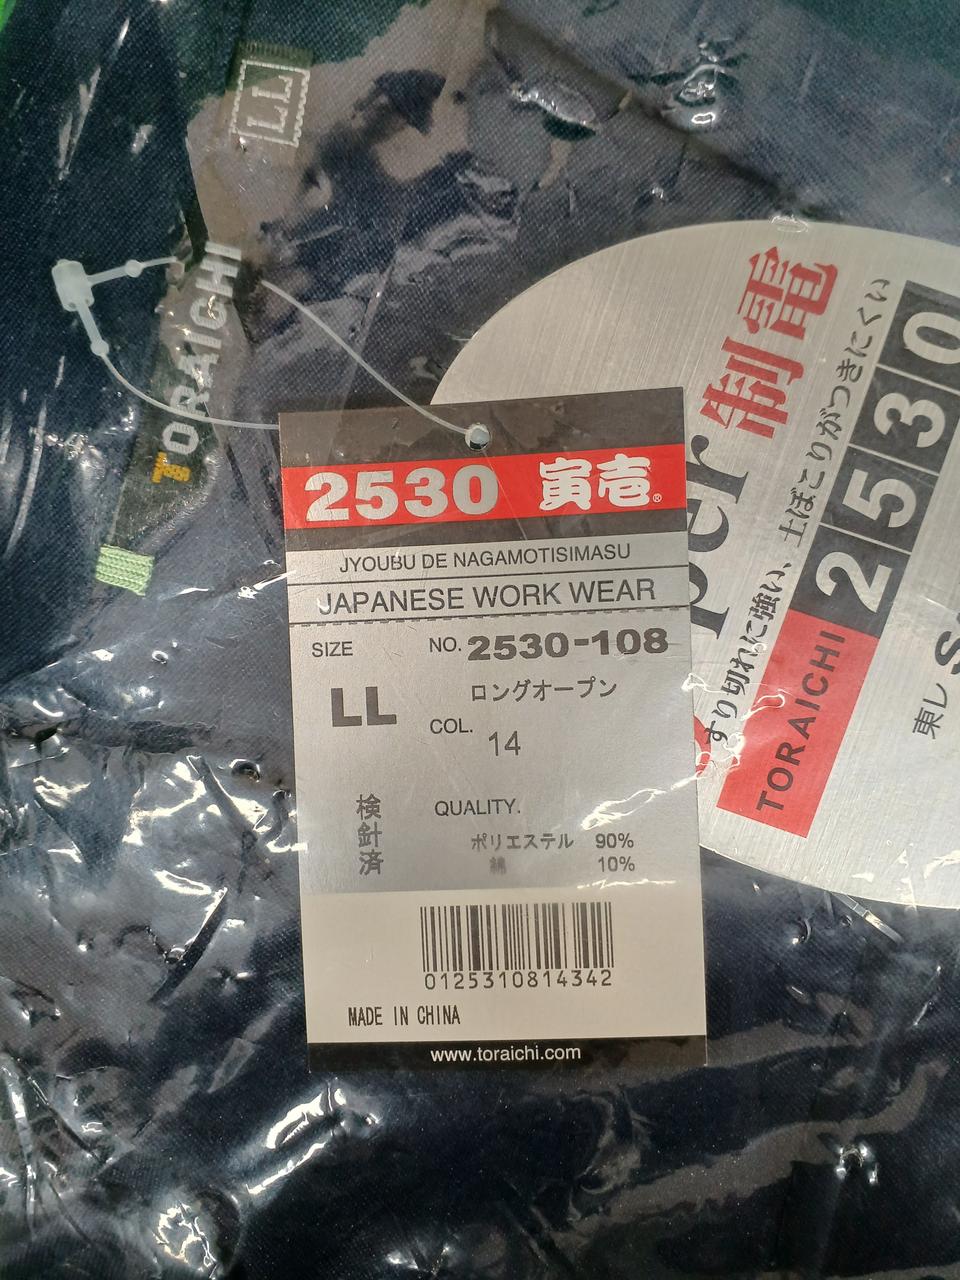 LL
TORAICHI
2530 寅壱®
JYOUBU DE NAGAMOTISIMASU
JAPANESE WORK WEAR
SIZE
LL
NO. 2530-108
ロングオープン
COL.
14
検針済
QUALITY.
ポリエステル 90%
綿 10%
0125310814342
MADE IN CHINA
www.toraichi.com
制電
すり切れに強い、土ぼこりがつきにくい
TORAICHI 2530
東レ